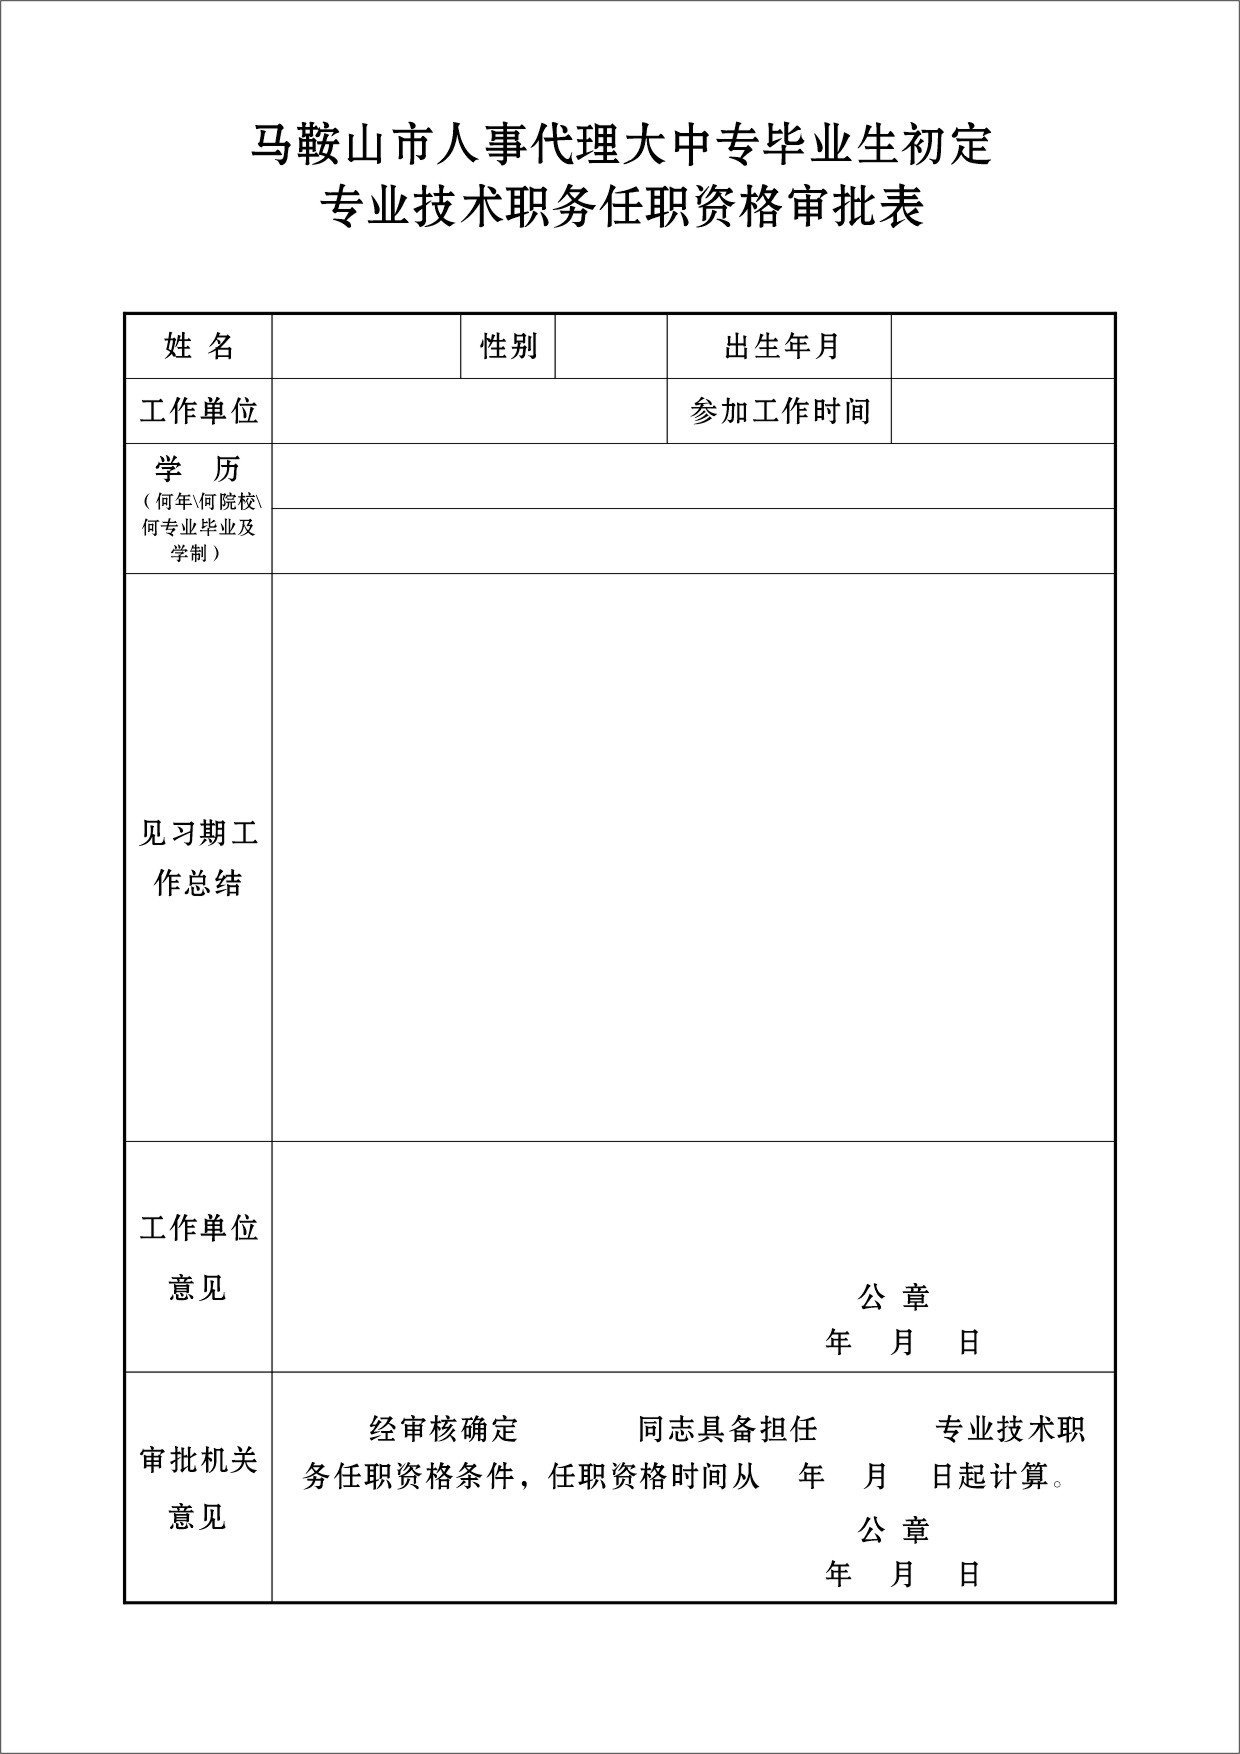 马鞍山市人事代理大中专毕业生初定
专业技术职务任职资格审批表
姓 名 性别 出生年月
工作单位 参加工作时间
学 历
（何年\何院校\
何专业毕业及
学制）
见习期工
作总结
工作单位
意见
公 章
年 月 日
审批机关
意见
经审核确定 同志具备担任 专业技术职
务任职资格条件，任职资格时间从 年 月 日起计算。
公 章
年 月 日